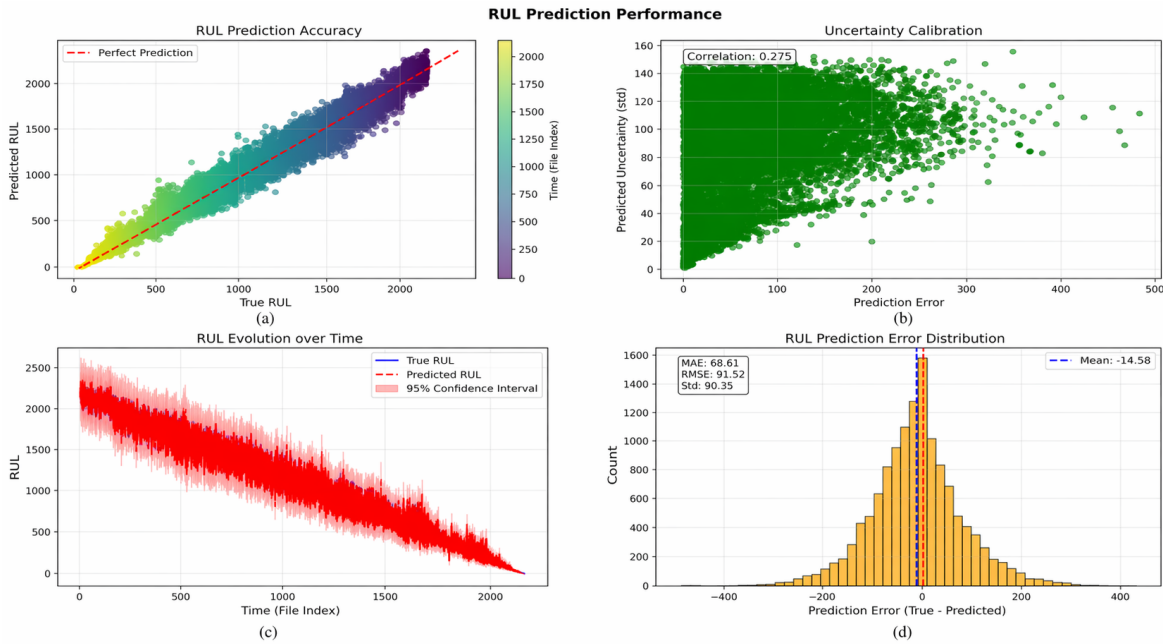 RUL Prediction Performance
RUL Prediction Accuracy
Perfect Prediction
2000
1500
1000
500
0
Predicted RUL
0
500
1000
1500
2000
True RUL
2000
1750
1500
1250
1000
2000
500
250
0
Time (File Index)
(a)
Uncertainty Calibration
Correlation: 0.275
160
140
120
100
80
60
40
20
0
Predicted Uncertainty (std)
0
100
200
300
400
500
Prediction Error
(b)
RUL Evolution over Time
True RUL
Predicted RUL
95% Confidence Interval
2500
2000
1500
1000
500
0
RUL
0
500
1000
1500
2000
Time (File Index)
(c)
RUL Prediction Error Distribution
MAE: 68.61
RMSE: 91.52
Std: 90.35
Mean: -14.58
1600
1400
1200
1000
800
600
400
200
0
Count
−400
−200
0
200
400
Prediction Error (True - Predicted)
(d)